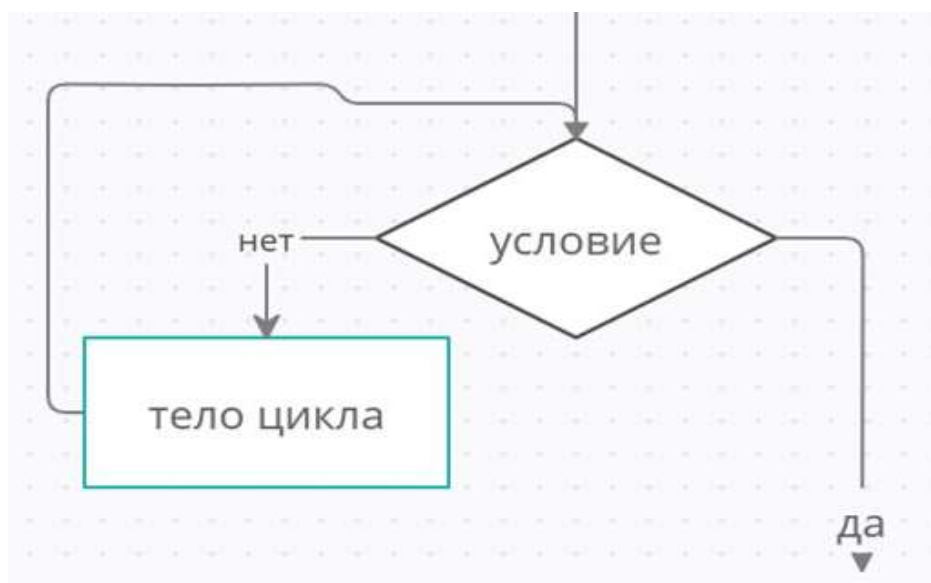 условие
нет
тело цикла
да